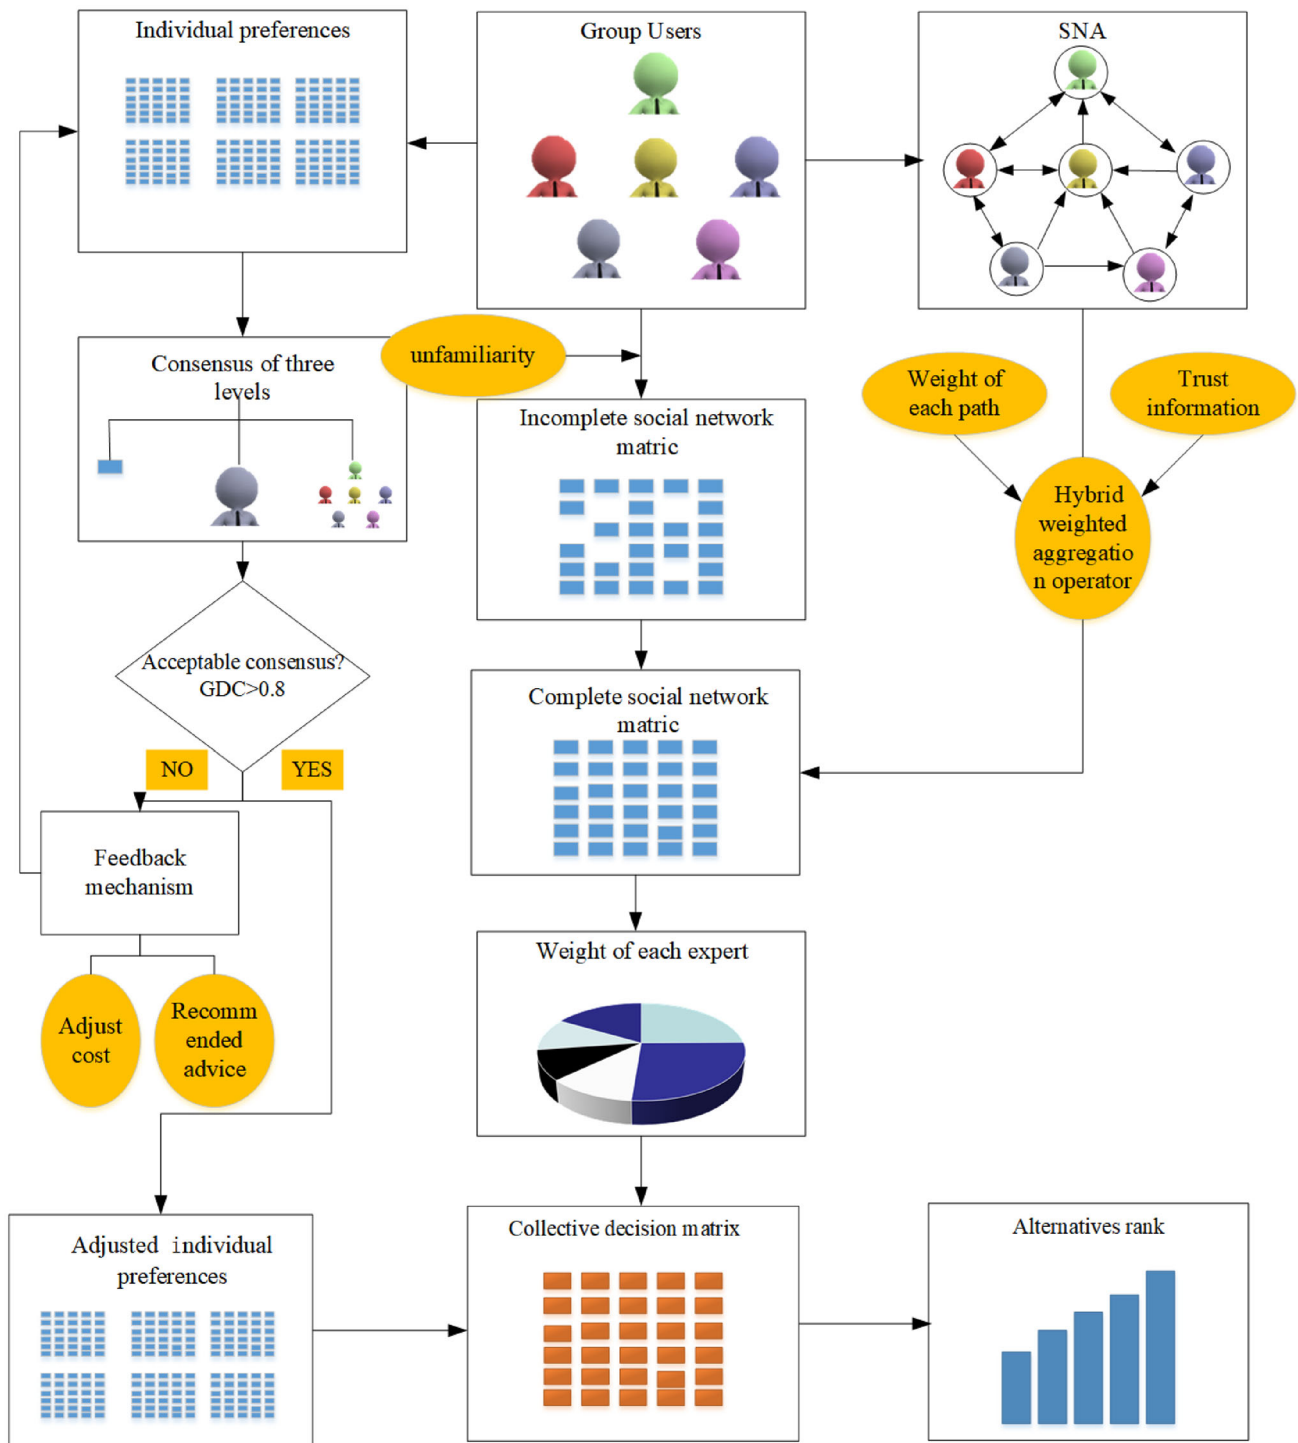 Individual preferences
Group Users
SNA
Consensus of three
levels
unfamiliarity
Weight of
each path
Trust
information
Incomplete social network
matric
Hybrid
weighted
aggregatio
n operator
Acceptable consensus?
GDC>0.8
Complete social network
matric
NO
YES
Feedback
mechanism
Weight of each expert
Adjust
cost
Recomm
ended
advice
Adjusted individual
preferences
Collective decision matrix
Alternatives rank